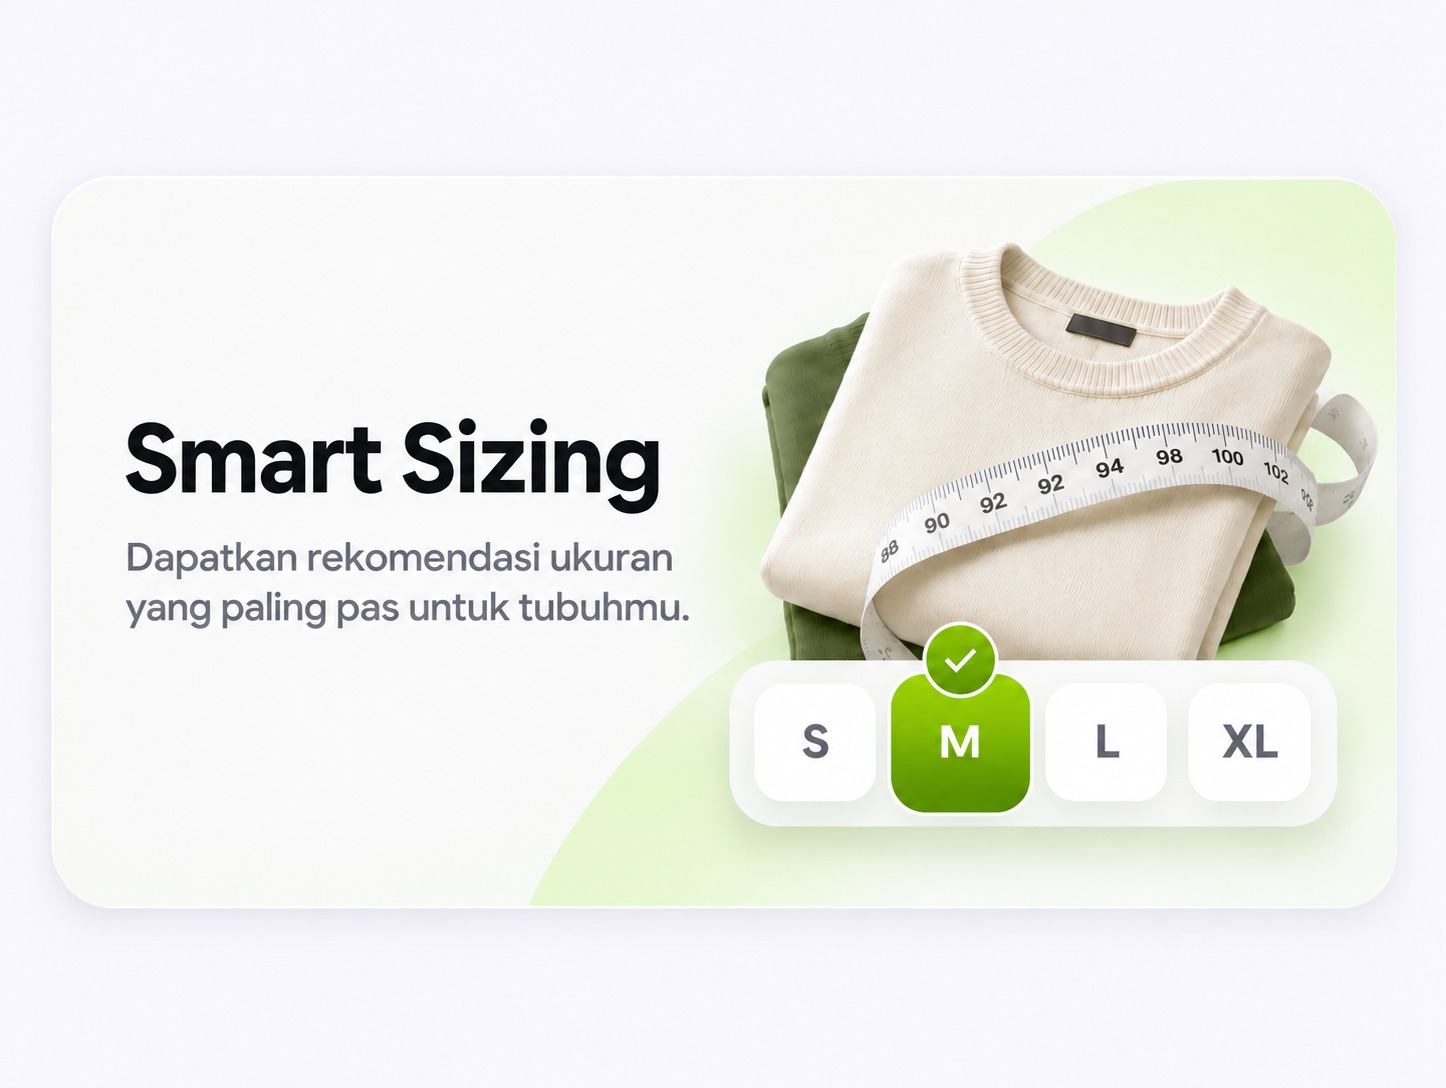 Smart Sizing
Dapatkan rekomendasi ukuran
yang paling pas untuk tubuhmu.
88 90 92 92 94 98 100 102
S M L XL